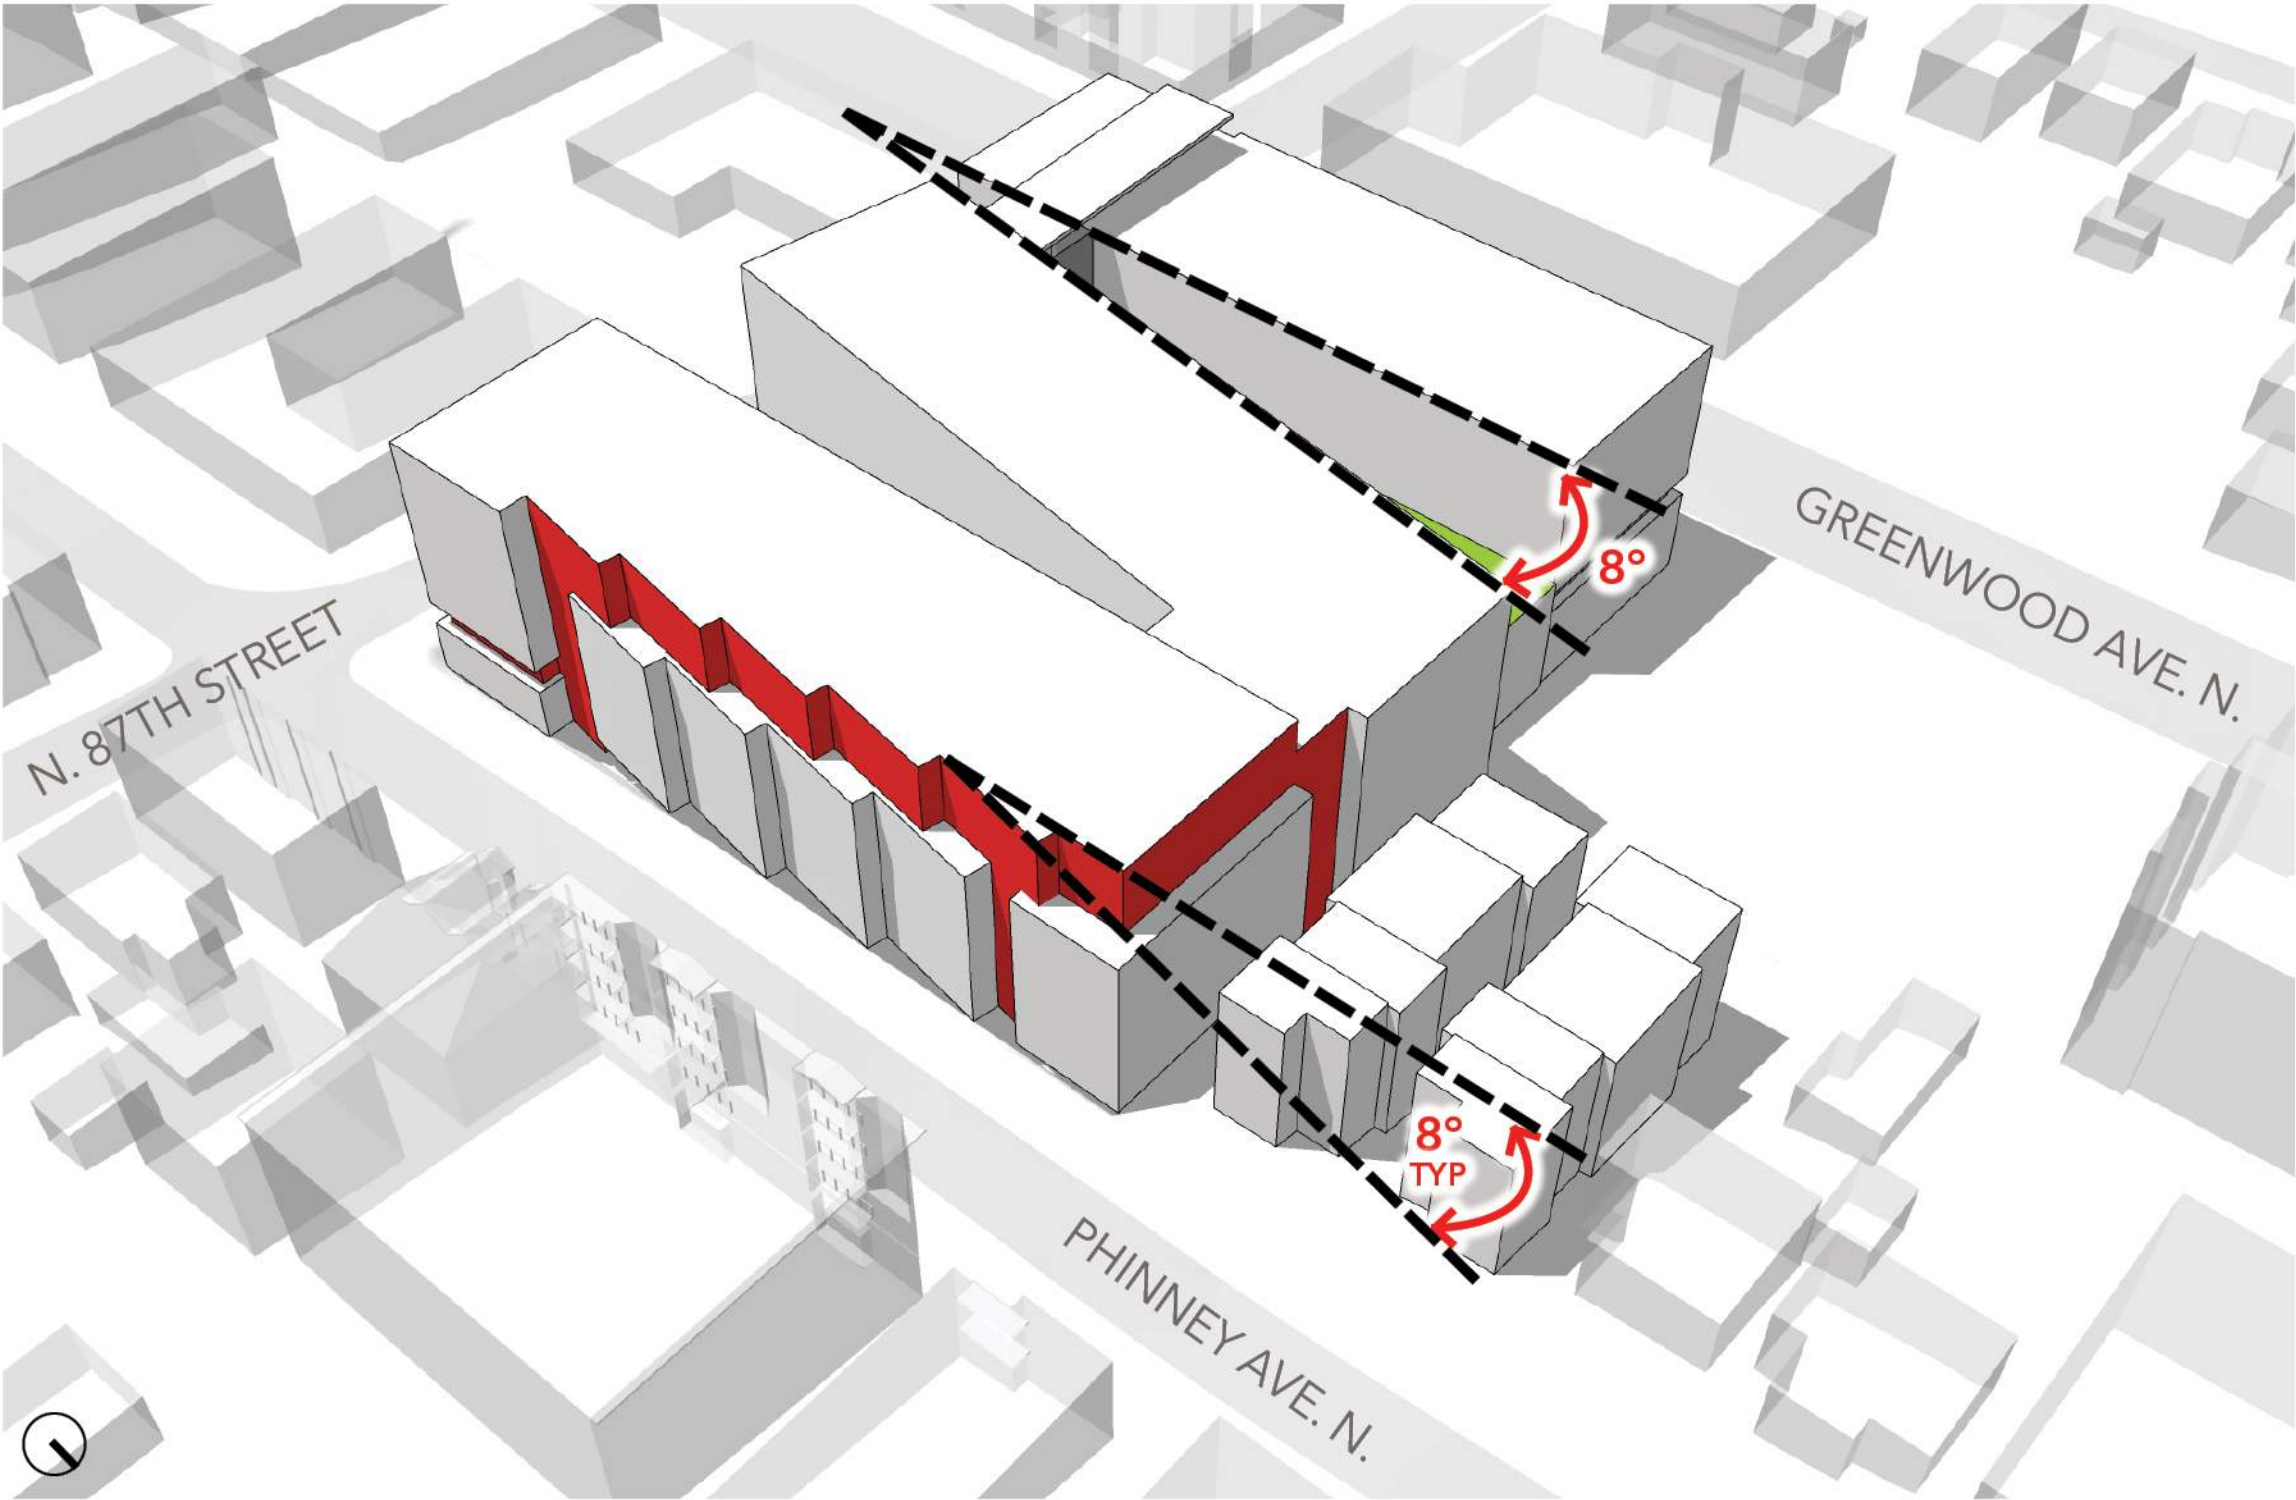 GREENWOOD AVE. N.
8°
N. 87TH STREET
8°
TYP
PHINNEY AVE. N.